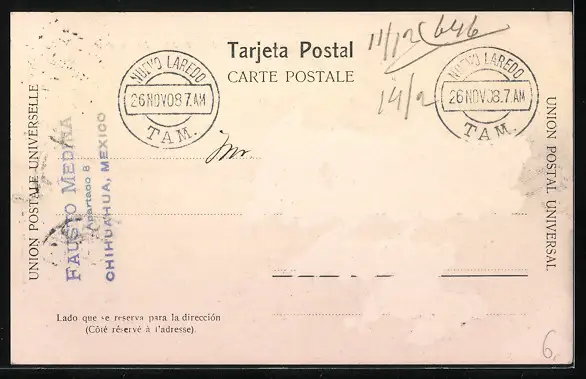 Tarjeta Postal
CARTE POSTALE
11/12 646
14/2
NUEVO LAREDO
26 NOV 08 7 AM
TAM.
NUEVO LAREDO
26 NOV 08 7 AM
TAM.
UNION POSTALE UNIVERSELLE
FAUSTO MEDINA
Apartado 8
CHIHUAHUA, MEXICO
UNION POSTAL UNIVERSAL
Lado que se reserva para la dirección
(Côté réservé à l'adresse).
6.